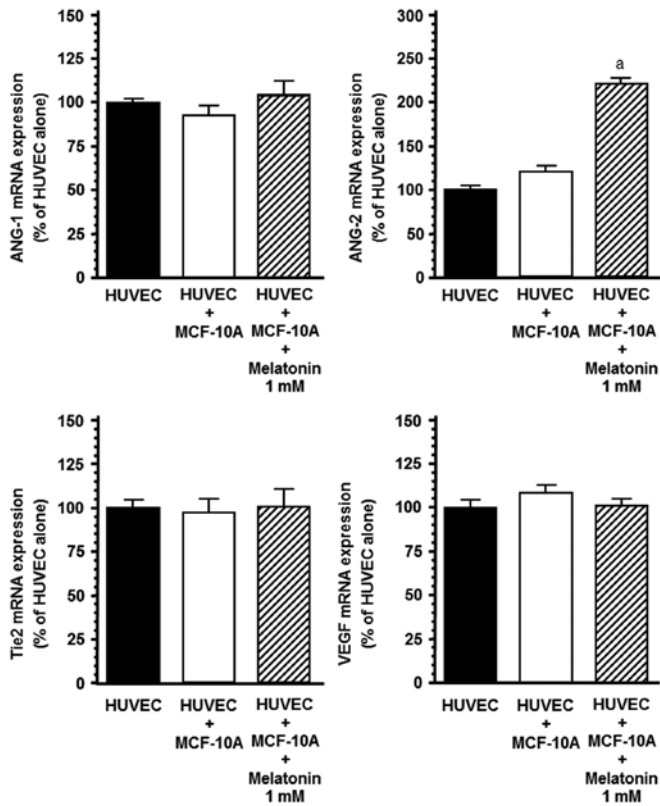 ANG-1 mRNA expression
(% of HUVEC alone)
150
125
100
75
50
25
0
HUVEC
HUVEC
+
MCF-10A
HUVEC
+
MCF-10A
+
Melatonin
1 mM
ANG-2 mRNA expression
(% of HUVEC alone)
300
250
200
150
100
50
0
a
HUVEC
HUVEC
+
MCF-10A
HUVEC
+
MCF-10A
+
Melatonin
1 mM
Tie2 mRNA expression
(% of HUVEC alone)
150
125
100
75
50
25
0
HUVEC
HUVEC
+
MCF-10A
HUVEC
+
MCF-10A
+
Melatonin
1 mM
VEGF mRNA expression
(% of HUVEC alone)
150
125
100
75
50
25
0
HUVEC
HUVEC
+
MCF-10A
HUVEC
+
MCF-10A
+
Melatonin
1 mM